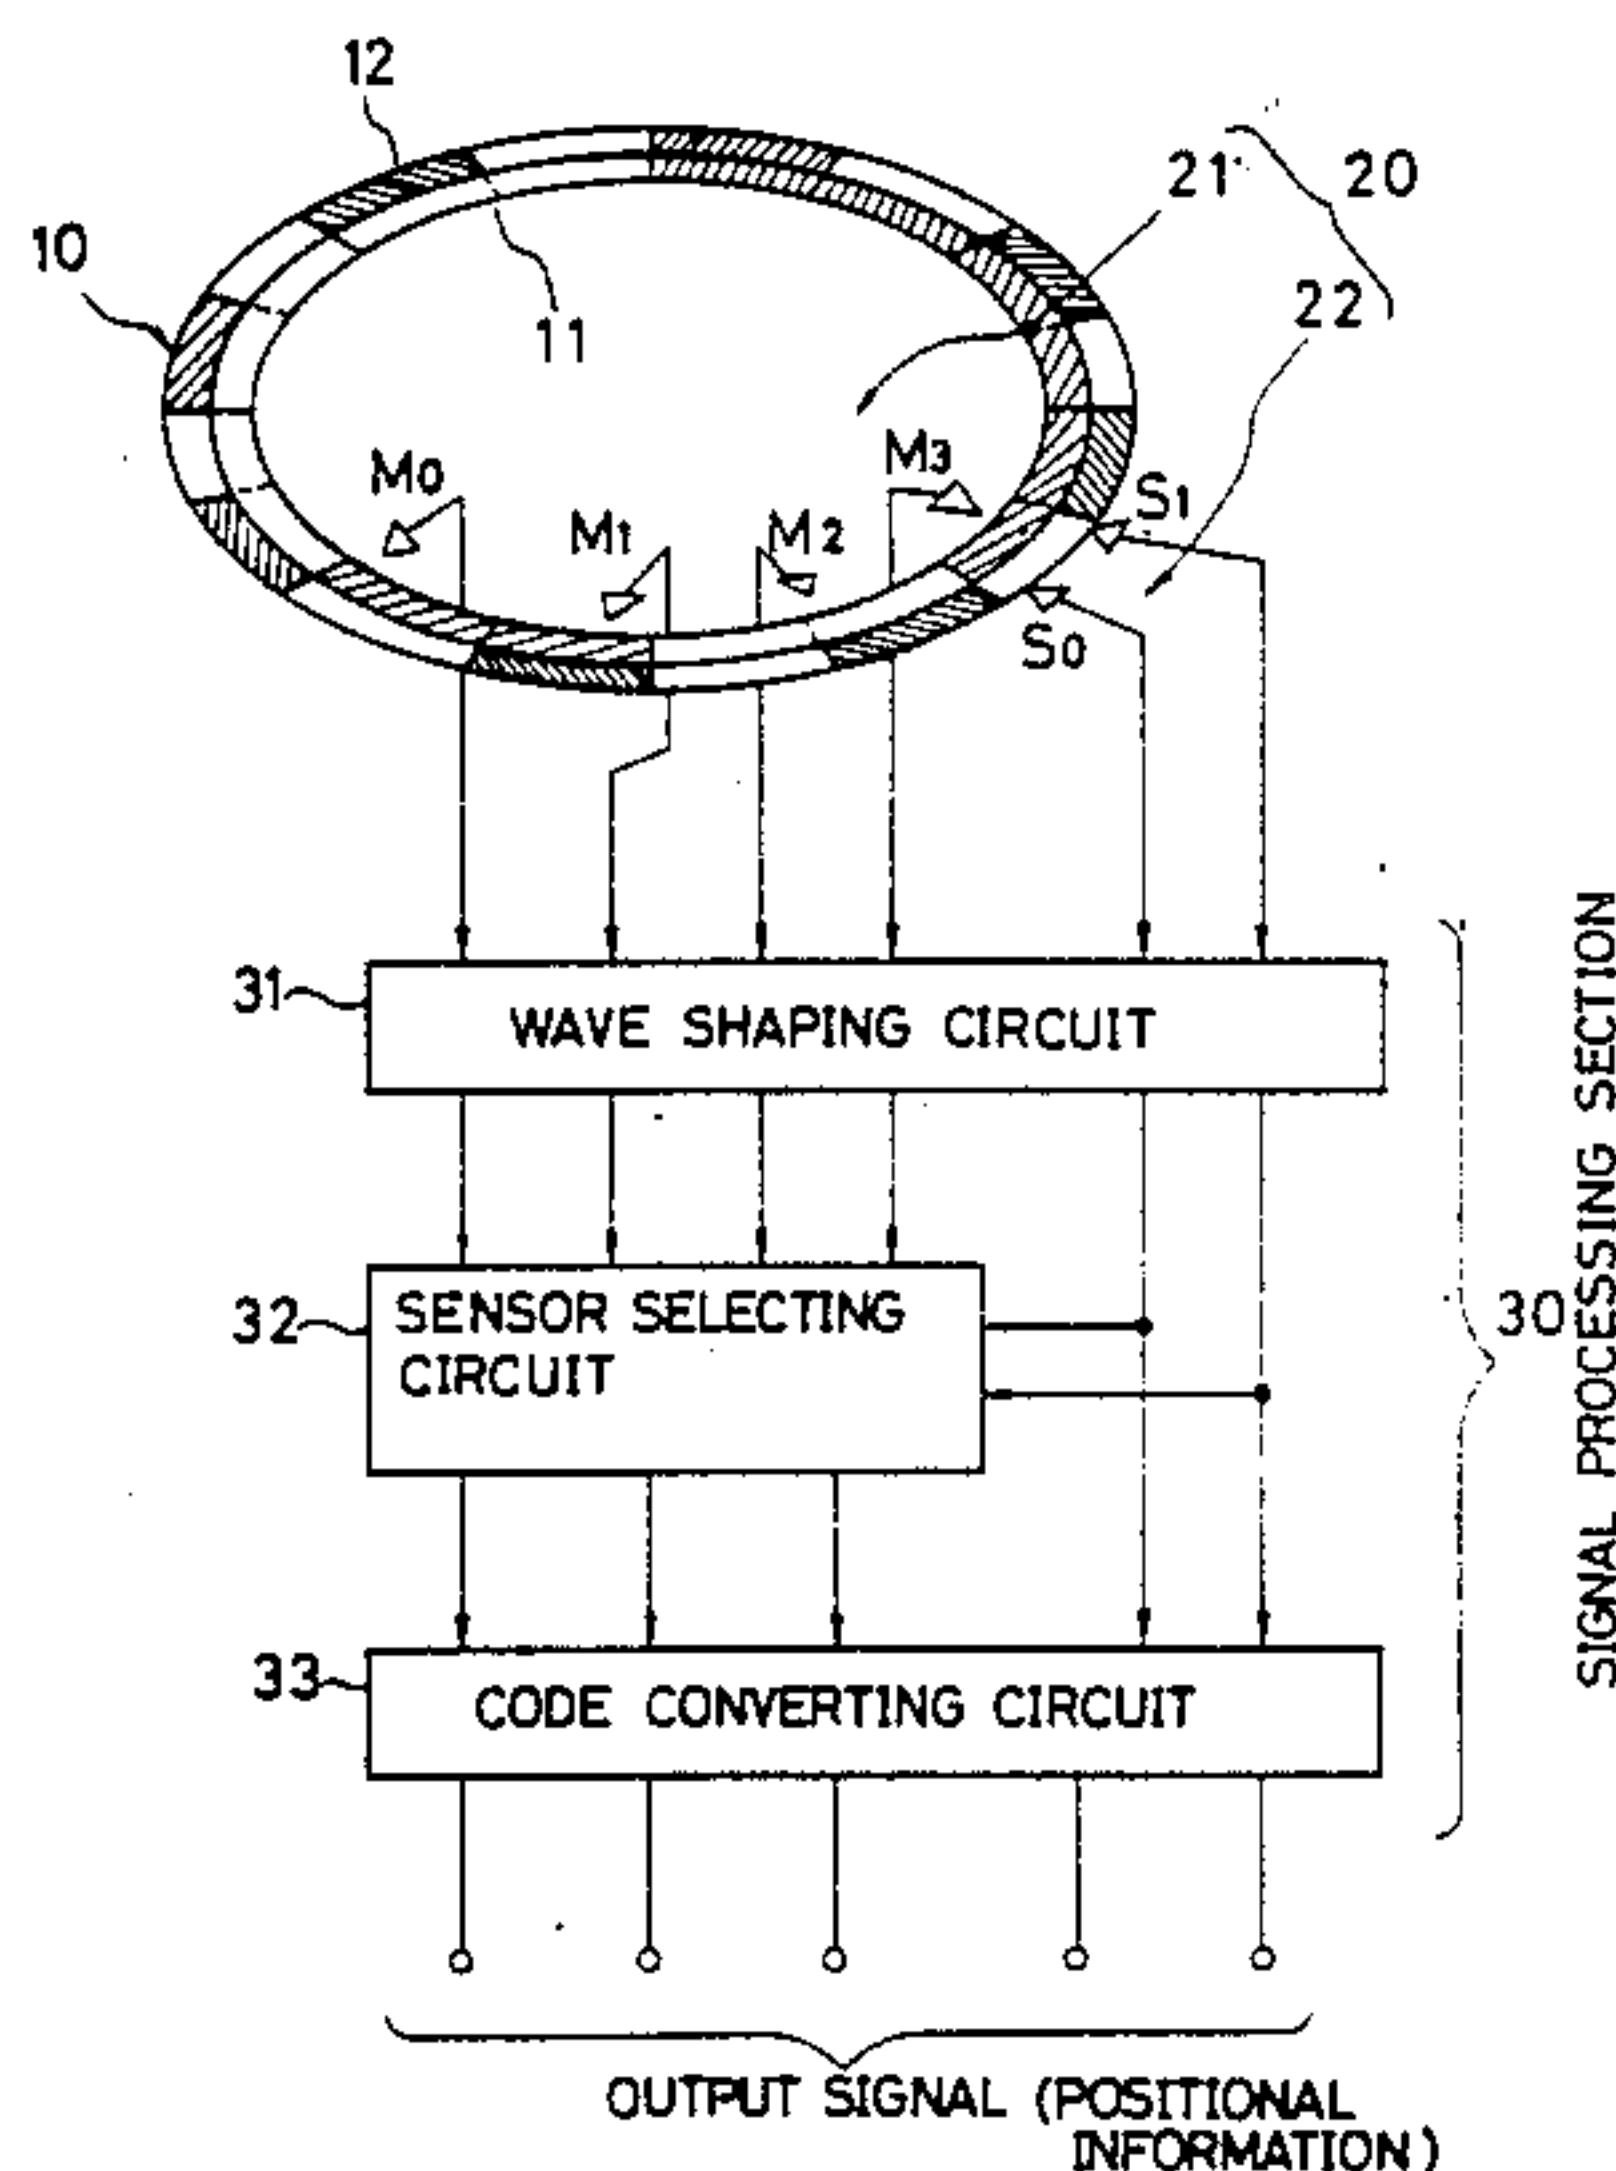 12
21
20
10
22
11
M0
M3
M1
M2
S1
S0
31
WAVE SHAPING CIRCUIT
32
SENSOR SELECTING
CIRCUIT
30
SIGNAL PROCESSING SECTION
33
CODE CONVERTING CIRCUIT
OUTPUT SIGNAL (POSITIONAL
INFORMATION)